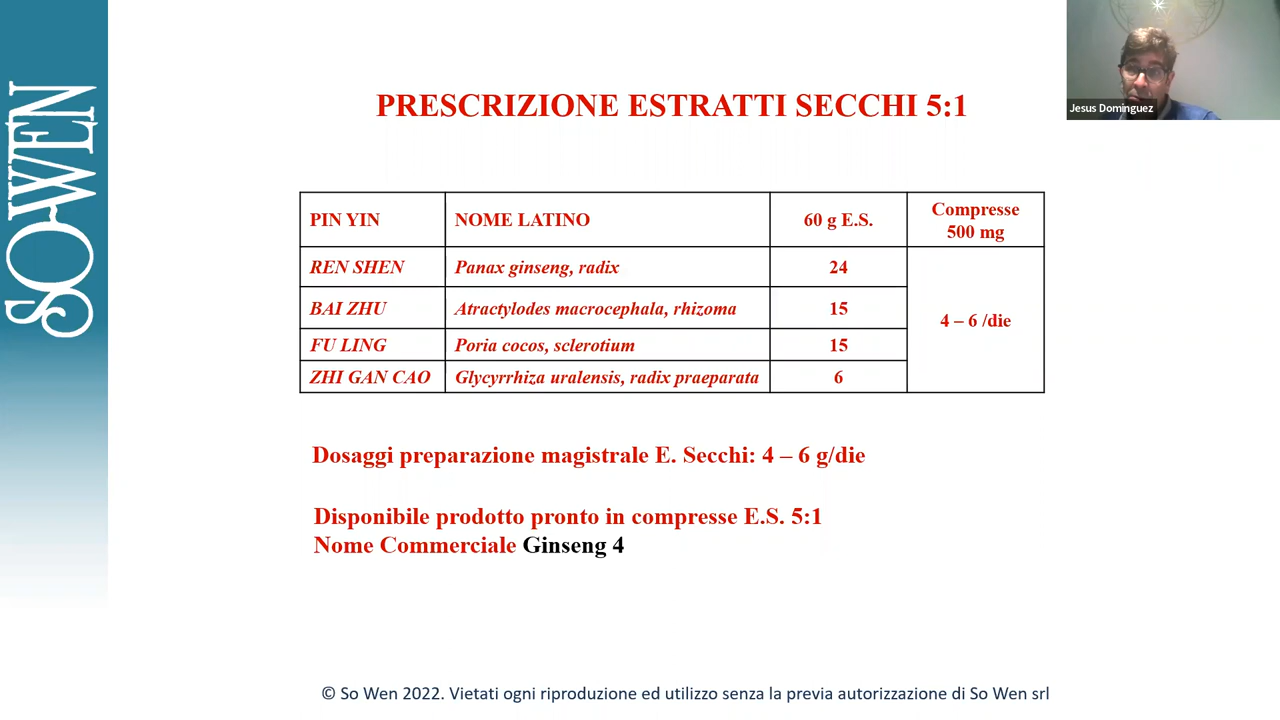 SO WEN
Jesus Dominguez
PRESCRIZIONE ESTRATTI SECCHI 5:1
PIN YIN NOME LATINO 60 g E.S. Compresse 500 mg
REN SHEN Panax ginseng, radix 24
BAI ZHU Atractylodes macrocephala, rhizoma 15
4 – 6 /die
FU LING Poria cocos, sclerotium 15
ZHI GAN CAO Glycyrrhiza uralensis, radix praeparata 6
Dosaggi preparazione magistrale E. Secchi: 4 – 6 g/die
Disponibile prodotto pronto in compresse E.S. 5:1
Nome Commerciale Ginseng 4
© So Wen 2022. Vietati ogni riproduzione ed utilizzo senza la previa autorizzazione di So Wen srl